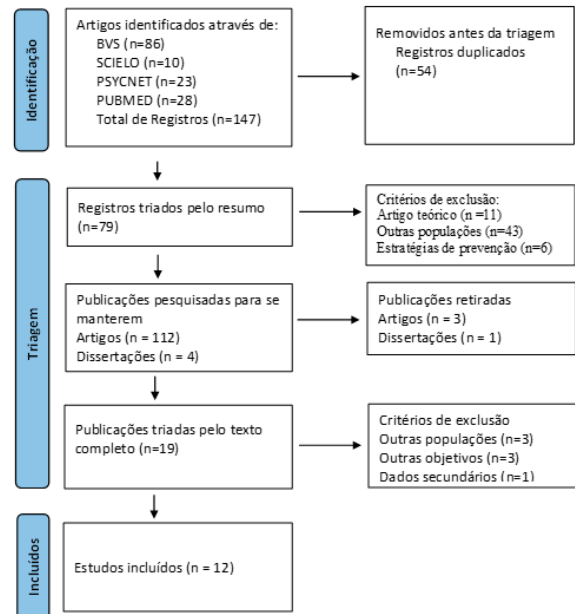 Identificação
Artigos identificados através de:
BVS (n=86)
SCIELO (n=10)
PSYCNET (n=23)
PUBMED (n=28)
Total de Registros (n=147)
Removidos antes da triagem
Registros duplicados
(n=54)
Triagem
Registros triados pelo resumo
(n=79)
Critérios de exclusão:
Artigo teórico (n =11)
Outras populações (n=43)
Estratégias de prevenção (n=6)
Publicações pesquisadas para se
manterem
Artigos (n = 112)
Dissertações (n = 4)
Publicações retiradas
Artigos (n = 3)
Dissertações (n = 1)
Publicações triadas pelo texto
completo (n=19)
Critérios de exclusão
Outras populações (n=3)
Outras objetivos (n=3)
Dados secundários (n=1)
Incluídos
Estudos incluídos (n = 12)